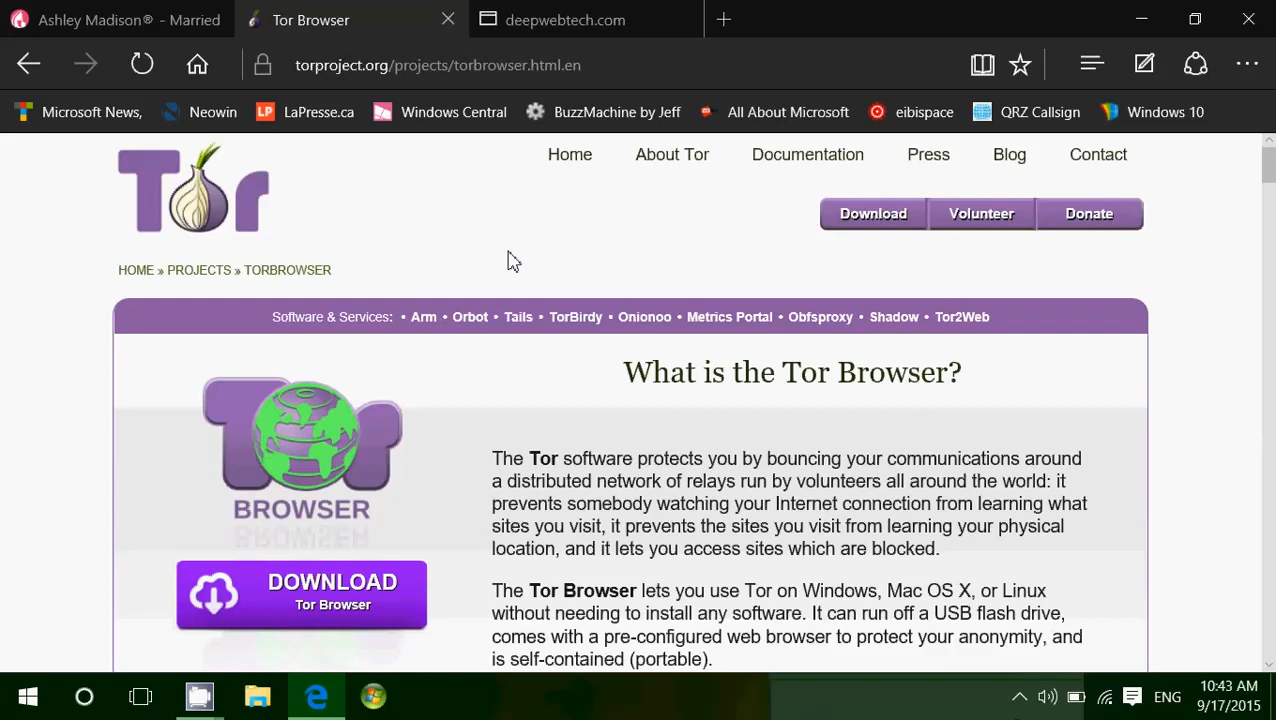 Ashley Madison® - Married
Tor Browser
deepwebtech.com
torproject.org/projects/torbrowser.html.en
Microsoft News,
Neowin
LP LaPresse.ca
Windows Central
BuzzMachine by Jeff
All About Microsoft
eibispace
QRZ Callsign
Windows 10
Tor
Home
About Tor
Documentation
Press
Blog
Contact
Download
Volunteer
Donate
HOME » PROJECTS » TORBROWSER
Software & Services: • Arm • Orbot • Tails • TorBirdy • Onionoo • Metrics Portal • Obfsproxy • Shadow • Tor2Web
Tor
BROWSER
DOWNLOAD
Tor Browser
What is the Tor Browser?
The Tor software protects you by bouncing your communications around
a distributed network of relays run by volunteers all around the world: it
prevents somebody watching your Internet connection from learning what
sites you visit, it prevents the sites you visit from learning your physical
location, and it lets you access sites which are blocked.
The Tor Browser lets you use Tor on Windows, Mac OS X, or Linux
without needing to install any software. It can run off a USB flash drive,
comes with a pre-configured web browser to protect your anonymity, and
is self-contained (portable).
ENG
10:43 AM
9/17/2015